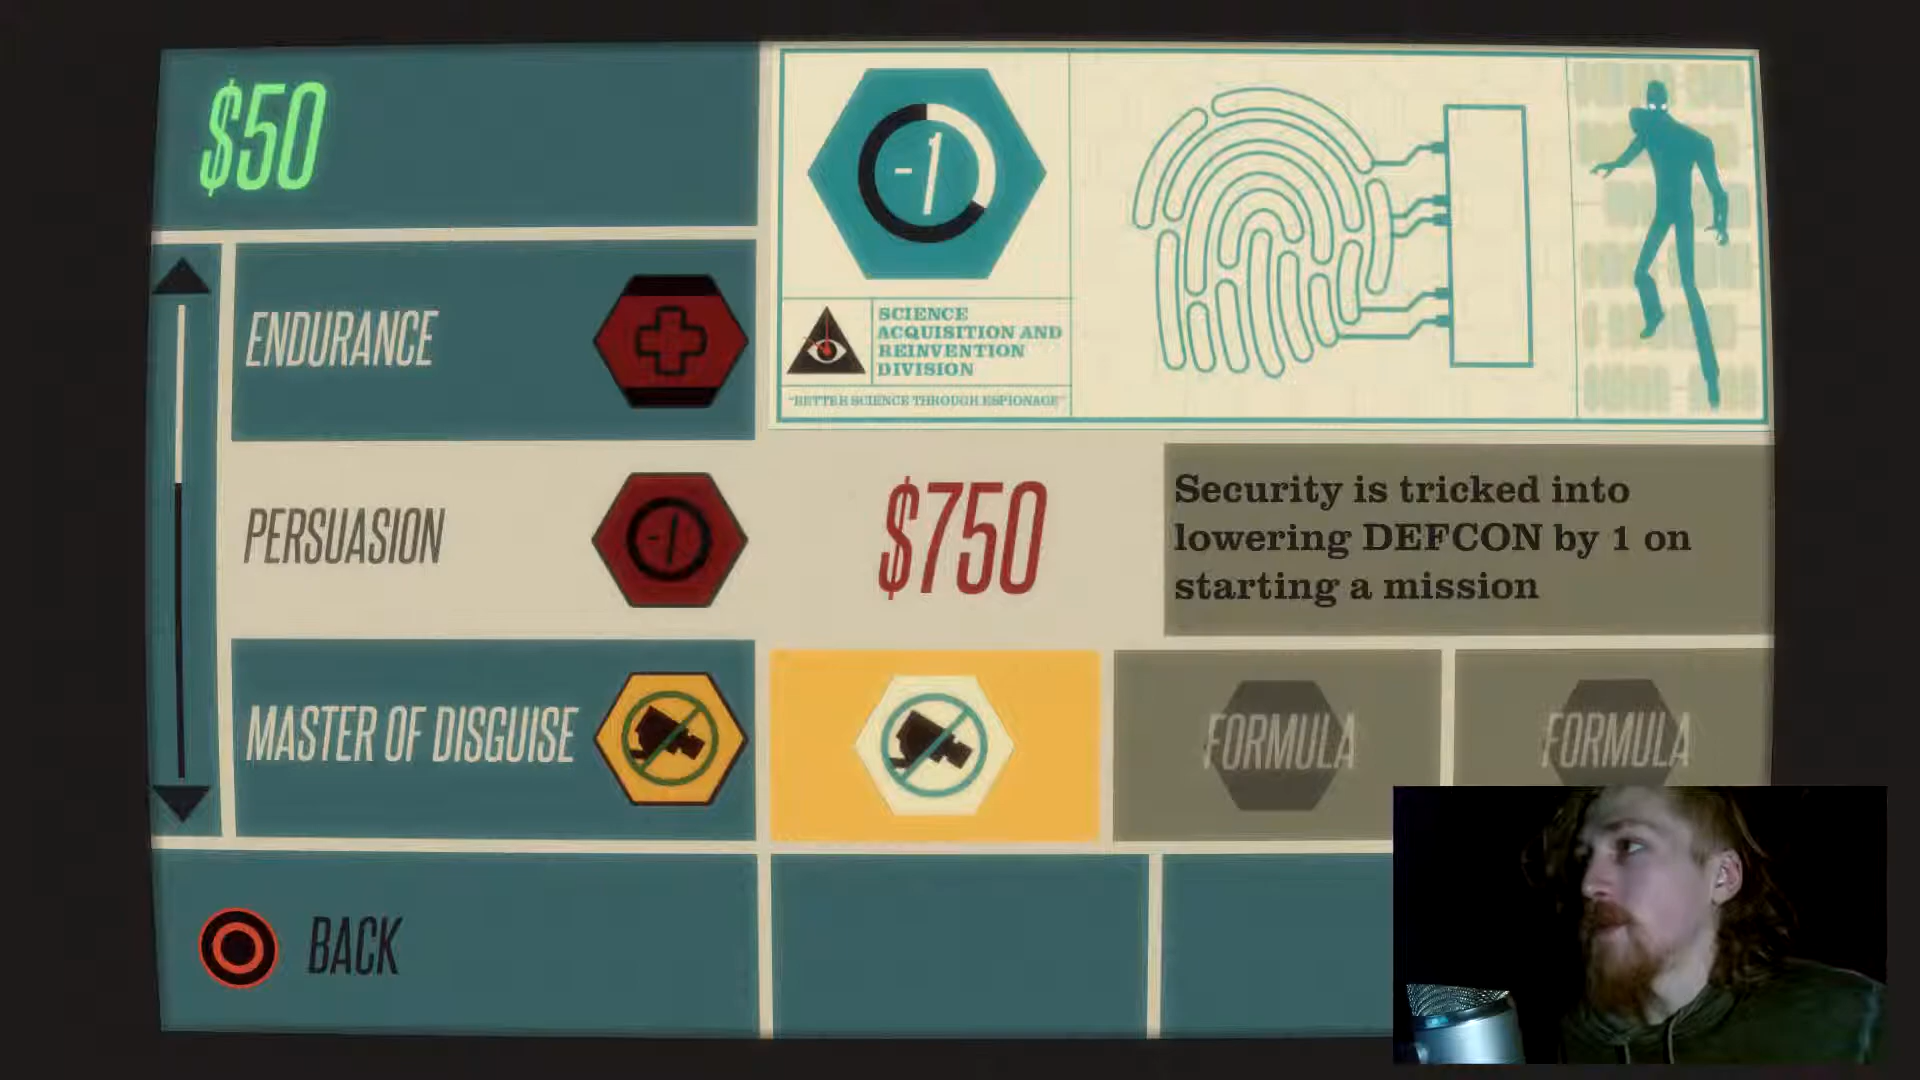 $50
-1
SCIENCE
ACQUISITION AND
REINVENTION
DIVISION
"BETTER SCIENCE THROUGH ESPIONAGE"
ENDURANCE
PERSUASION
-1
$750
Security is tricked into
lowering DEFCON by 1 on
starting a mission
MASTER OF DISGUISE
FORMULA
FORMULA
BACK